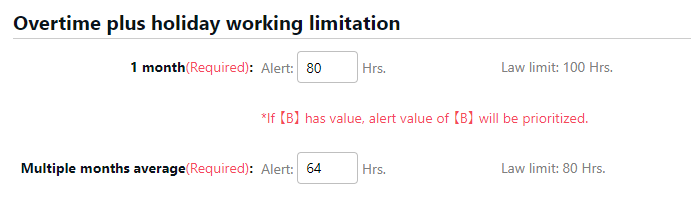 Overtime plus holiday working limitation
1 month(Required): Alert: 80 Hrs. Law limit: 100 Hrs.
*If【B】has value, alert value of【B】will be prioritized.
Multiple months average(Required): Alert: 64 Hrs. Law limit: 80 Hrs.